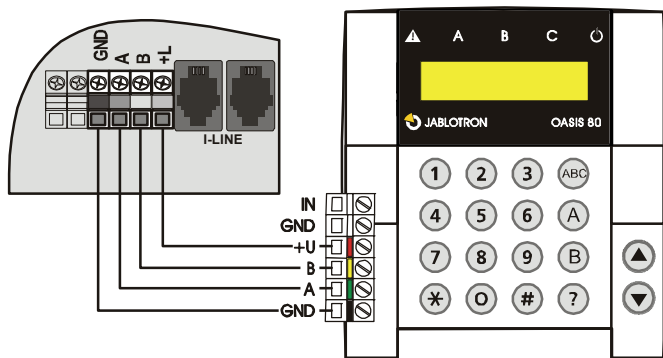 GND A B +L
I-LINE
A B C
JABLOTRON OASIS 80
1 2 3 ABC
4 5 6 A
7 8 9 B
* 0 # ?
IN
GND
+U
B
A
GND